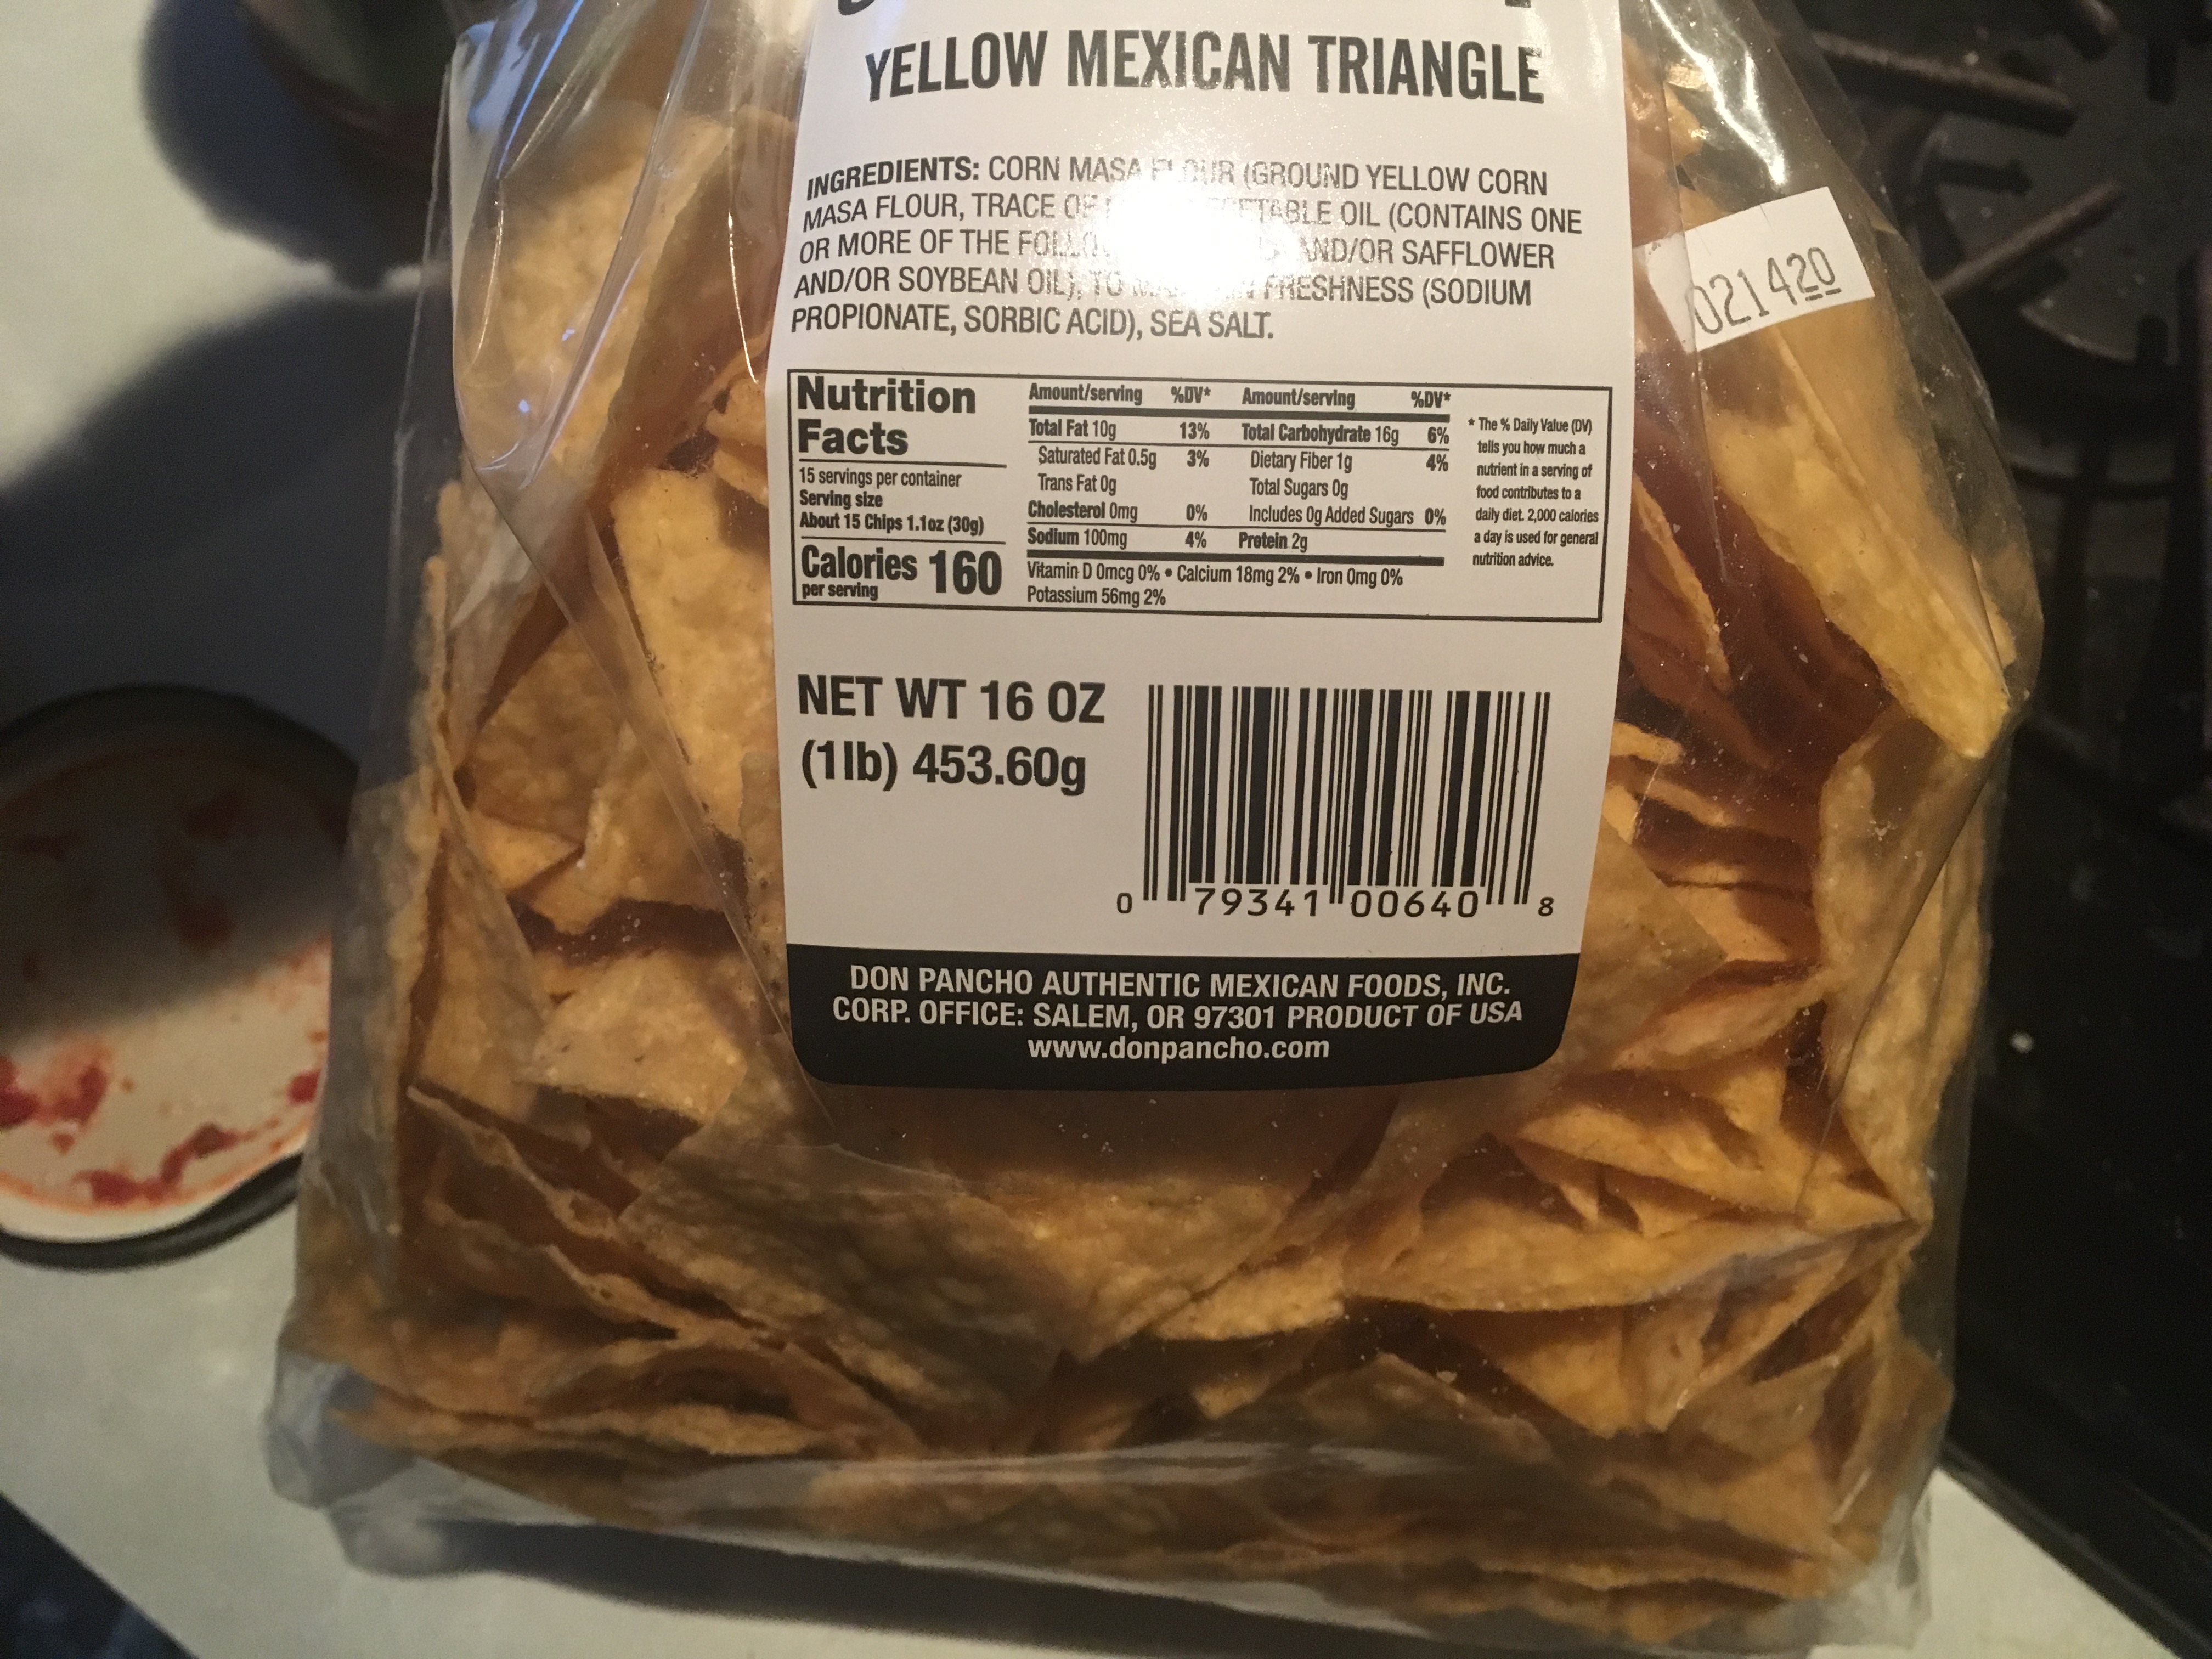 YELLOW MEXICAN TRIANGLE
INGREDIENTS: CORN MASA FLOUR (GROUND YELLOW CORN
MASA FLOUR, TRACE OF VEGETABLE OIL (CONTAINS ONE
OR MORE OF THE AND/OR SAFFLOWER
AND/OR SOYBEAN OIL), TO FRESHNESS (SODIUM
PROPIONATE, SORBIC ACID), SEA SALT.
021420
Nutrition
Facts
15 servings per container
Serving size
About 15 Chips 1.1oz (30g)
Calories 160
per serving
Amount/serving %DV*
Total Fat 10g 13%
Saturated Fat 0.5g 3%
Trans Fat 0g
Cholesterol 0mg 0%
Sodium 100mg 4%
Amount/serving %DV*
Total Carbohydrate 16g 6%
Dietary Fiber 1g 4%
Total Sugars 0g
Includes 0g Added Sugars 0%
Protein 2g
Vitamin D 0mcg 0% • Calcium 18mg 2% • Iron 0mg 0%
Potassium 56mg 2%
* The % Daily Value (DV)
tells you how much a
nutrient in a serving of
food contributes to a
daily diet. 2,000 calories
a day is used for general
nutrition advice.
NET WT 16 OZ
(1lb) 453.60g
0 79341 00640 8
DON PANCHO AUTHENTIC MEXICAN FOODS, INC.
CORP. OFFICE: SALEM, OR 97301 PRODUCT OF USA
www.donpancho.com